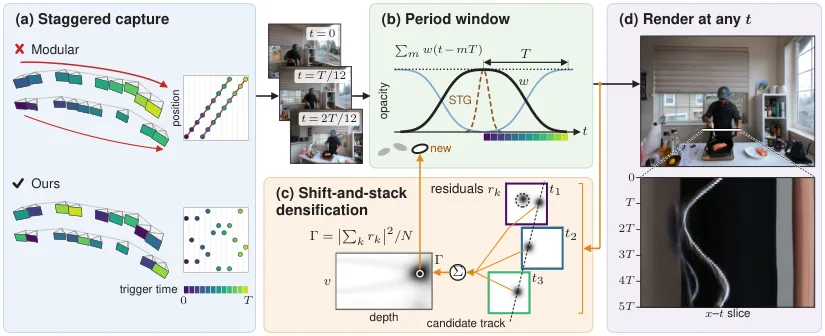 (a) Staggered capture
✘ Modular
position
✔ Ours
trigger time
0
T
t=0
t=T/12
t=2T/12
(b) Period window
∑ₘ w(t−mT)
T
w
STG
opacity
t
new
(c) Shift-and-stack
densification
Γ = |∑ₖ rₖ|²/N
residuals rₖ
t₁
t₂
t₃
Γ
Σ
v
depth
candidate track
(d) Render at any t
0
T
2T
3T
4T
5T
x–t slice